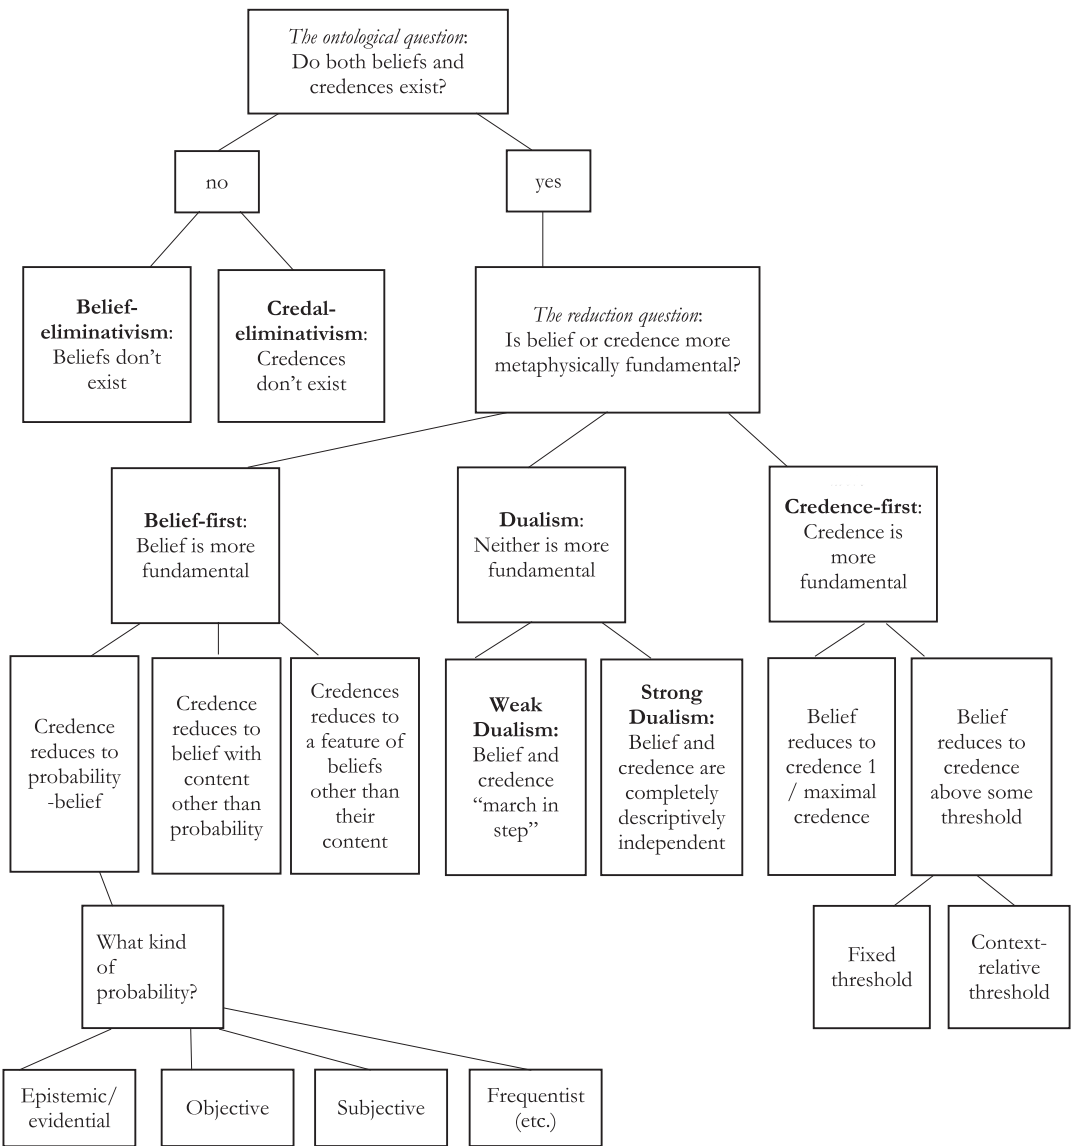 The ontological question:
Do both beliefs and
credences exist?
no
yes
Belief-
eliminativism:
Beliefs don’t
exist
Credal-
eliminativism:
Credences
don’t exist
The reduction question:
Is belief or credence more
metaphysically fundamental?
Belief-first:
Belief is more
fundamental
Dualism:
Neither is more
fundamental
Credence-first:
Credence is
more
fundamental
Credence
reduces to
probability
-belief
Credence
reduces to
belief with
content
other than
probability
Credences
reduces to
a feature of
beliefs
other than
their
content
Weak
Dualism:
Belief and
credence
“march in
step”
Strong
Dualism:
Belief and
credence are
completely
descriptively
independent
Belief
reduces to
credence 1
/ maximal
credence
Belief
reduces to
credence
above some
threshold
What kind
of
probability?
Fixed
threshold
Context-
relative
threshold
Epistemic/
evidential
Objective
Subjective
Frequentist
(etc.)